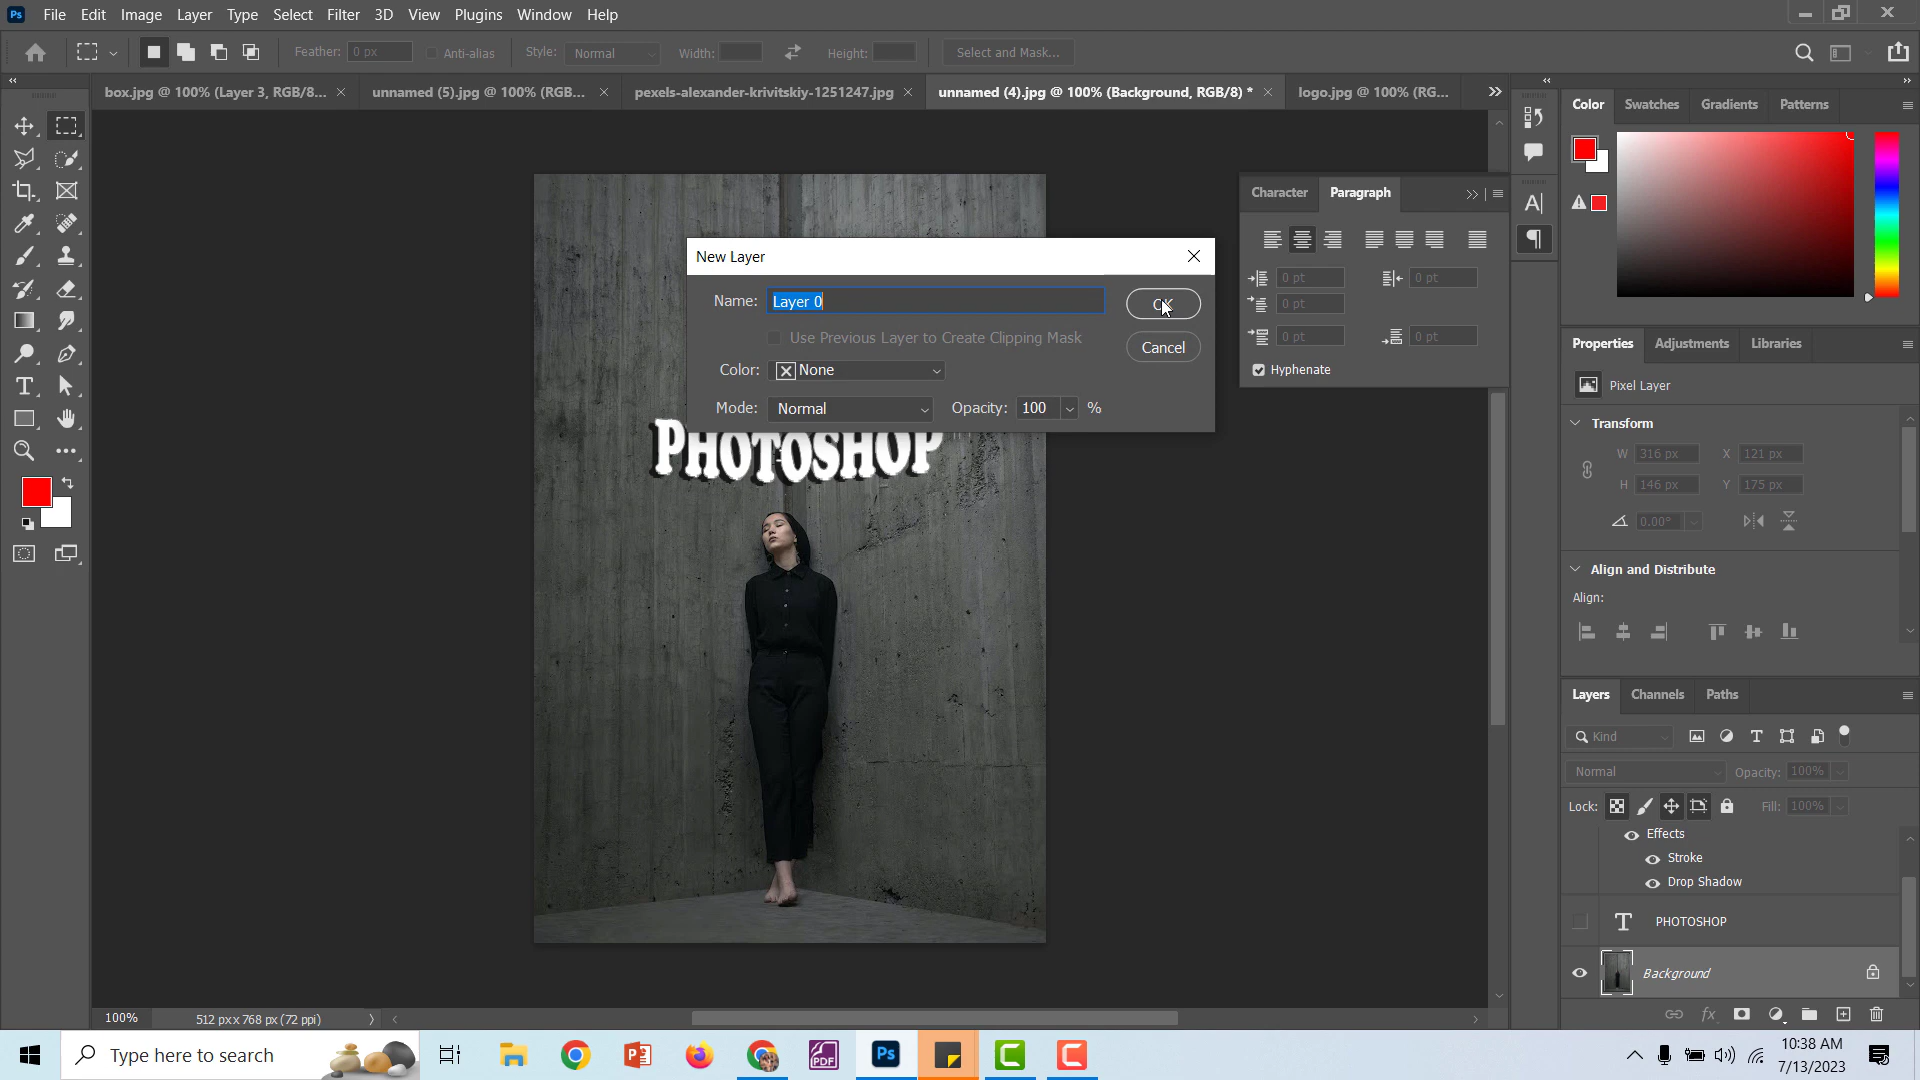 Ps File Edit Image Layer Type Select Filter 3D View Plugins Window Help
Feather: 0 px Anti-alias Style: Normal Width: Height: Select and Mask...
box.jpg @ 100% (Layer 3, RGB/8... unnamed (5).jpg @ 100% (RGB... pexels-alexander-krivitskiy-1251247.jpg unnamed (4).jpg @ 100% (Background, RGB/8) * logo.jpg @ 100% (RG...
Color Swatches Gradients Patterns
Character Paragraph
0 pt 0 pt
0 pt
0 pt 0 pt
Hyphenate
New Layer
Name: Layer 0 OK
Use Previous Layer to Create Clipping Mask Cancel
Color: None
Mode: Normal Opacity: 100 %
PHOTOSHOP
Properties Adjustments Libraries
Pixel Layer
Transform
W 316 px X 121 px
H 146 px Y 175 px
0.00°
Align and Distribute
Align:
Layers Channels Paths
Kind
Normal Opacity: 100%
Lock: Fill: 100%
Effects
Stroke
Drop Shadow
T PHOTOSHOP
Background
100% 512 px x 768 px (72 ppi)
Type here to search
PDF
Ps
10:38 AM
7/13/2023